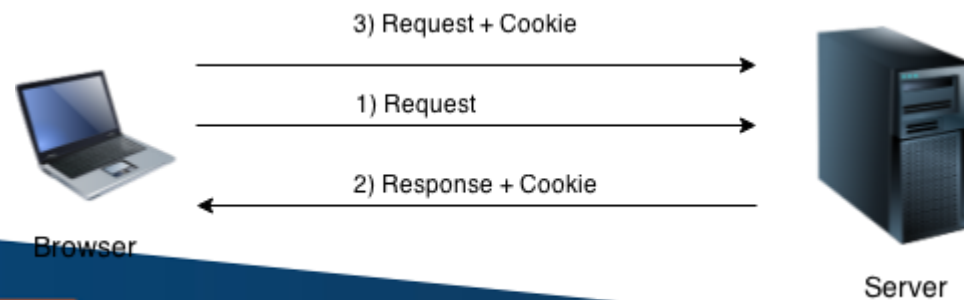 3) Request + Cookie
1) Request
2) Response + Cookie
Browser
Server